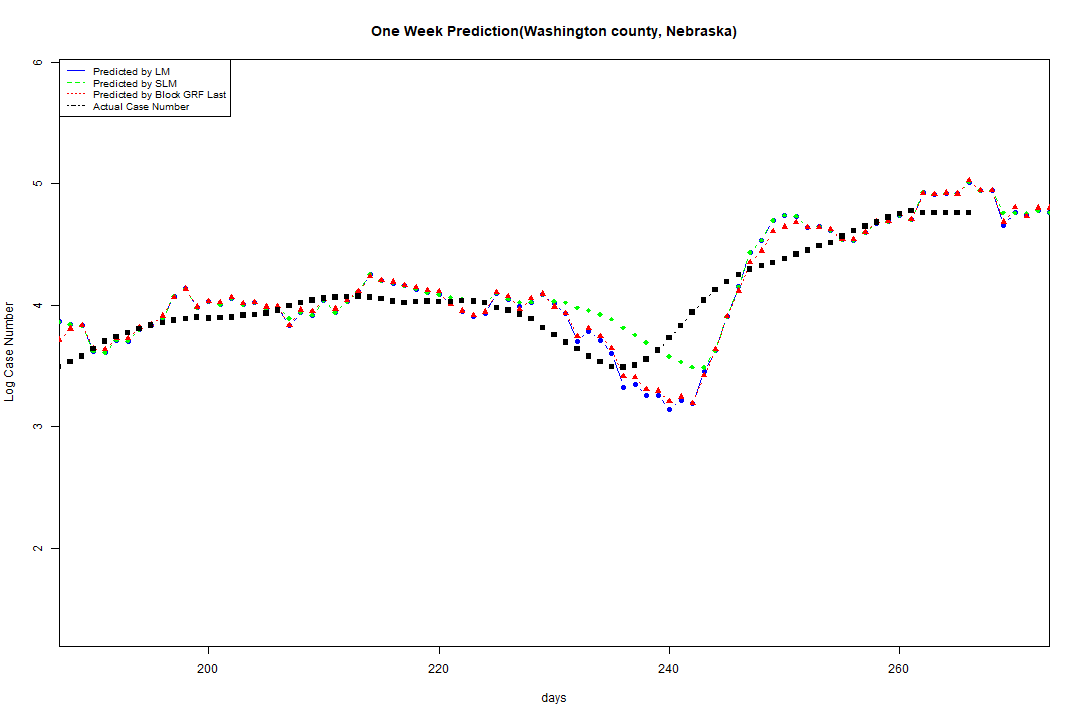 One Week Prediction(Washington county, Nebraska)
Predicted by LM
Predicted by SLM
Predicted by Block GRF Last
Actual Case Number
6
5
4
3
2
Log Case Number
200
220
240
260
days